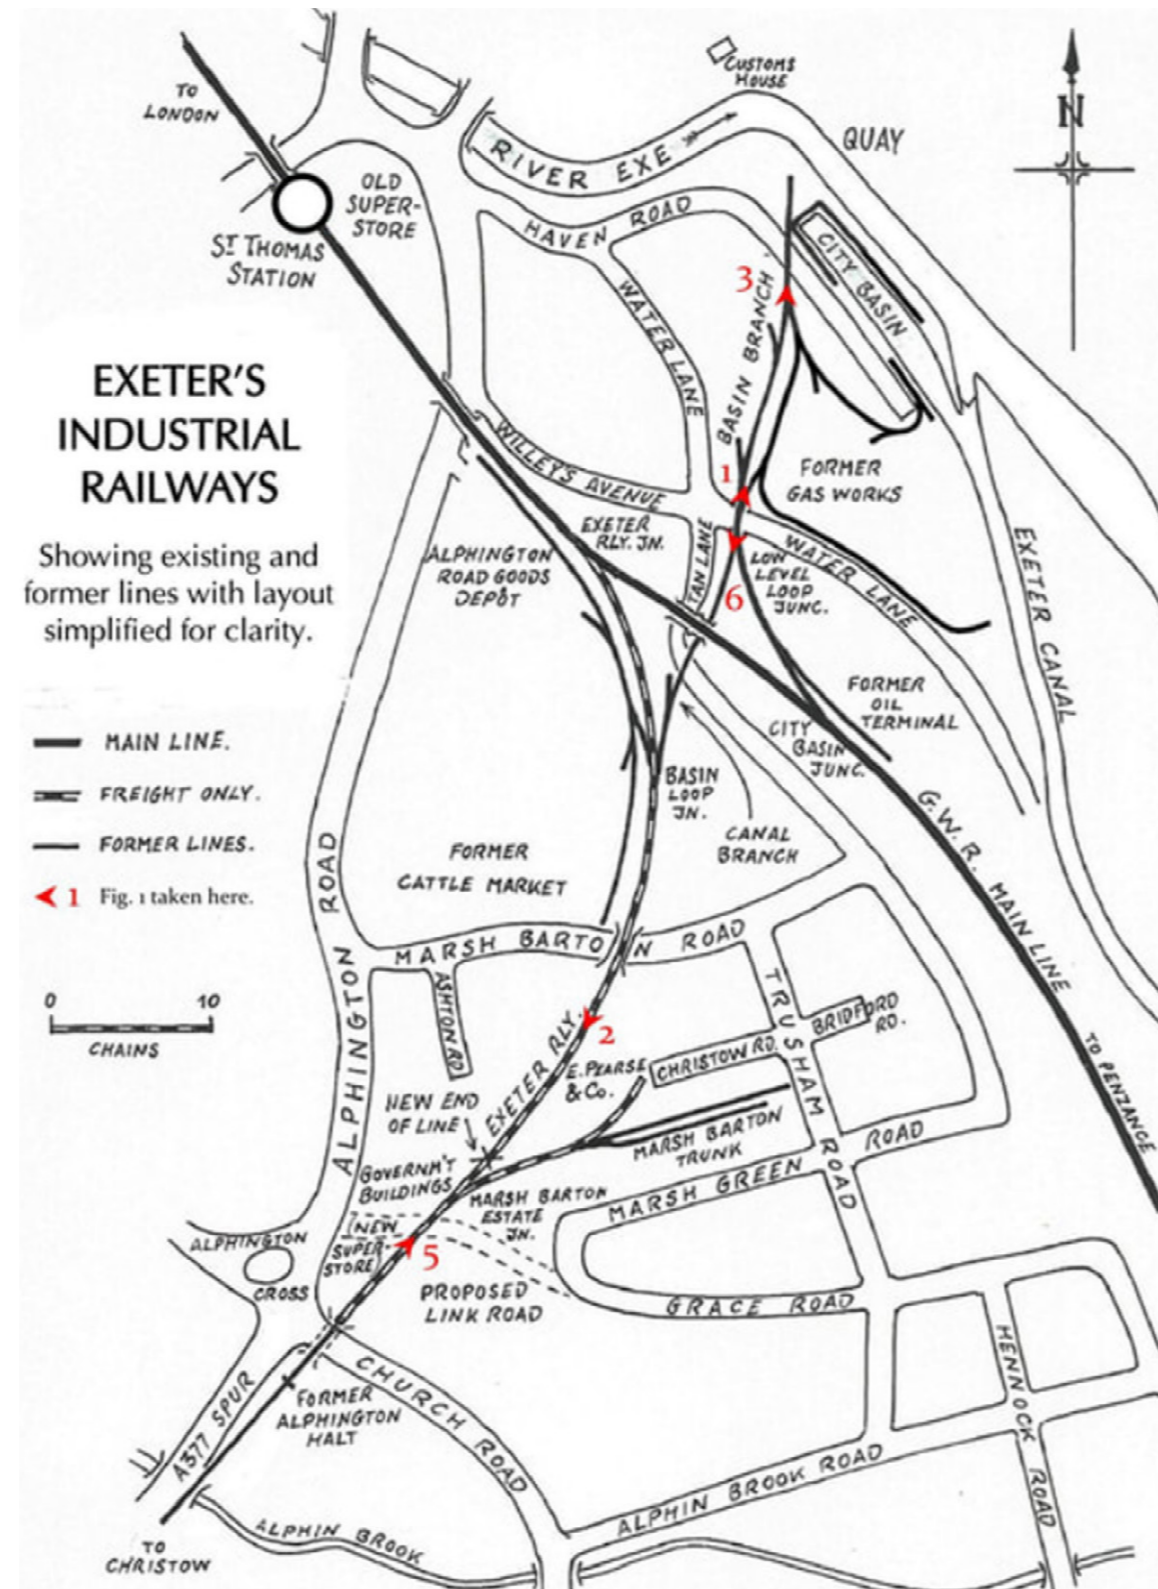 TO
LONDON
CUSTOMS
HOUSE
N
QUAY
RIVER EXE
OLD
SUPER-
STORE
ST THOMAS
STATION
HAVEN ROAD
CITY BASIN
WATER LANE
3
BASIN BRANCH
EXETER'S
INDUSTRIAL
RAILWAYS
Showing existing and
former lines with layout
simplified for clarity.
WILLEY'S AVENUE
1
FORMER
GAS WORKS
EXETER
RLY. JN.
ALPHINGTON
ROAD GOODS
DEPÔT
TAN LANE
LOW
LEVEL
LOOP
JUNC.
6
WATER LANE
EXETER CANAL
FORMER
OIL
TERMINAL
CITY
BASIN
JUNC.
MAIN LINE.
FREIGHT ONLY.
FORMER LINES.
1 Fig. 1 taken here.
BASIN
LOOP
JN.
CANAL
BRANCH
G.W.R. MAIN LINE
FORMER
CATTLE MARKET
ALPHINGTON ROAD
MARSH BARTON ROAD
ASHTON RD
0 10
CHAINS
TRUSHAM ROAD
BRIDFORD
RD.
TO PENZANCE
2
EXETER RLY.
E. PEARSE
& Co.
CHRISTOW RD.
NEW END
OF LINE
MARSH BARTON
TRUNK
GOVERNM'T
BUILDINGS
MARSH BARTON
ESTATE
JN.
MARSH GREEN ROAD
NEW
SUPER-
STORE
5
ALPHINGTON
CROSS
PROPOSED
LINK ROAD
GRACE ROAD
HENNOCK ROAD
CHURCH ROAD
FORMER
ALPHINGTON
HALT
A377 SPUR
ALPHIN BROOK ROAD
ALPHIN BROOK
TO
CHRISTOW